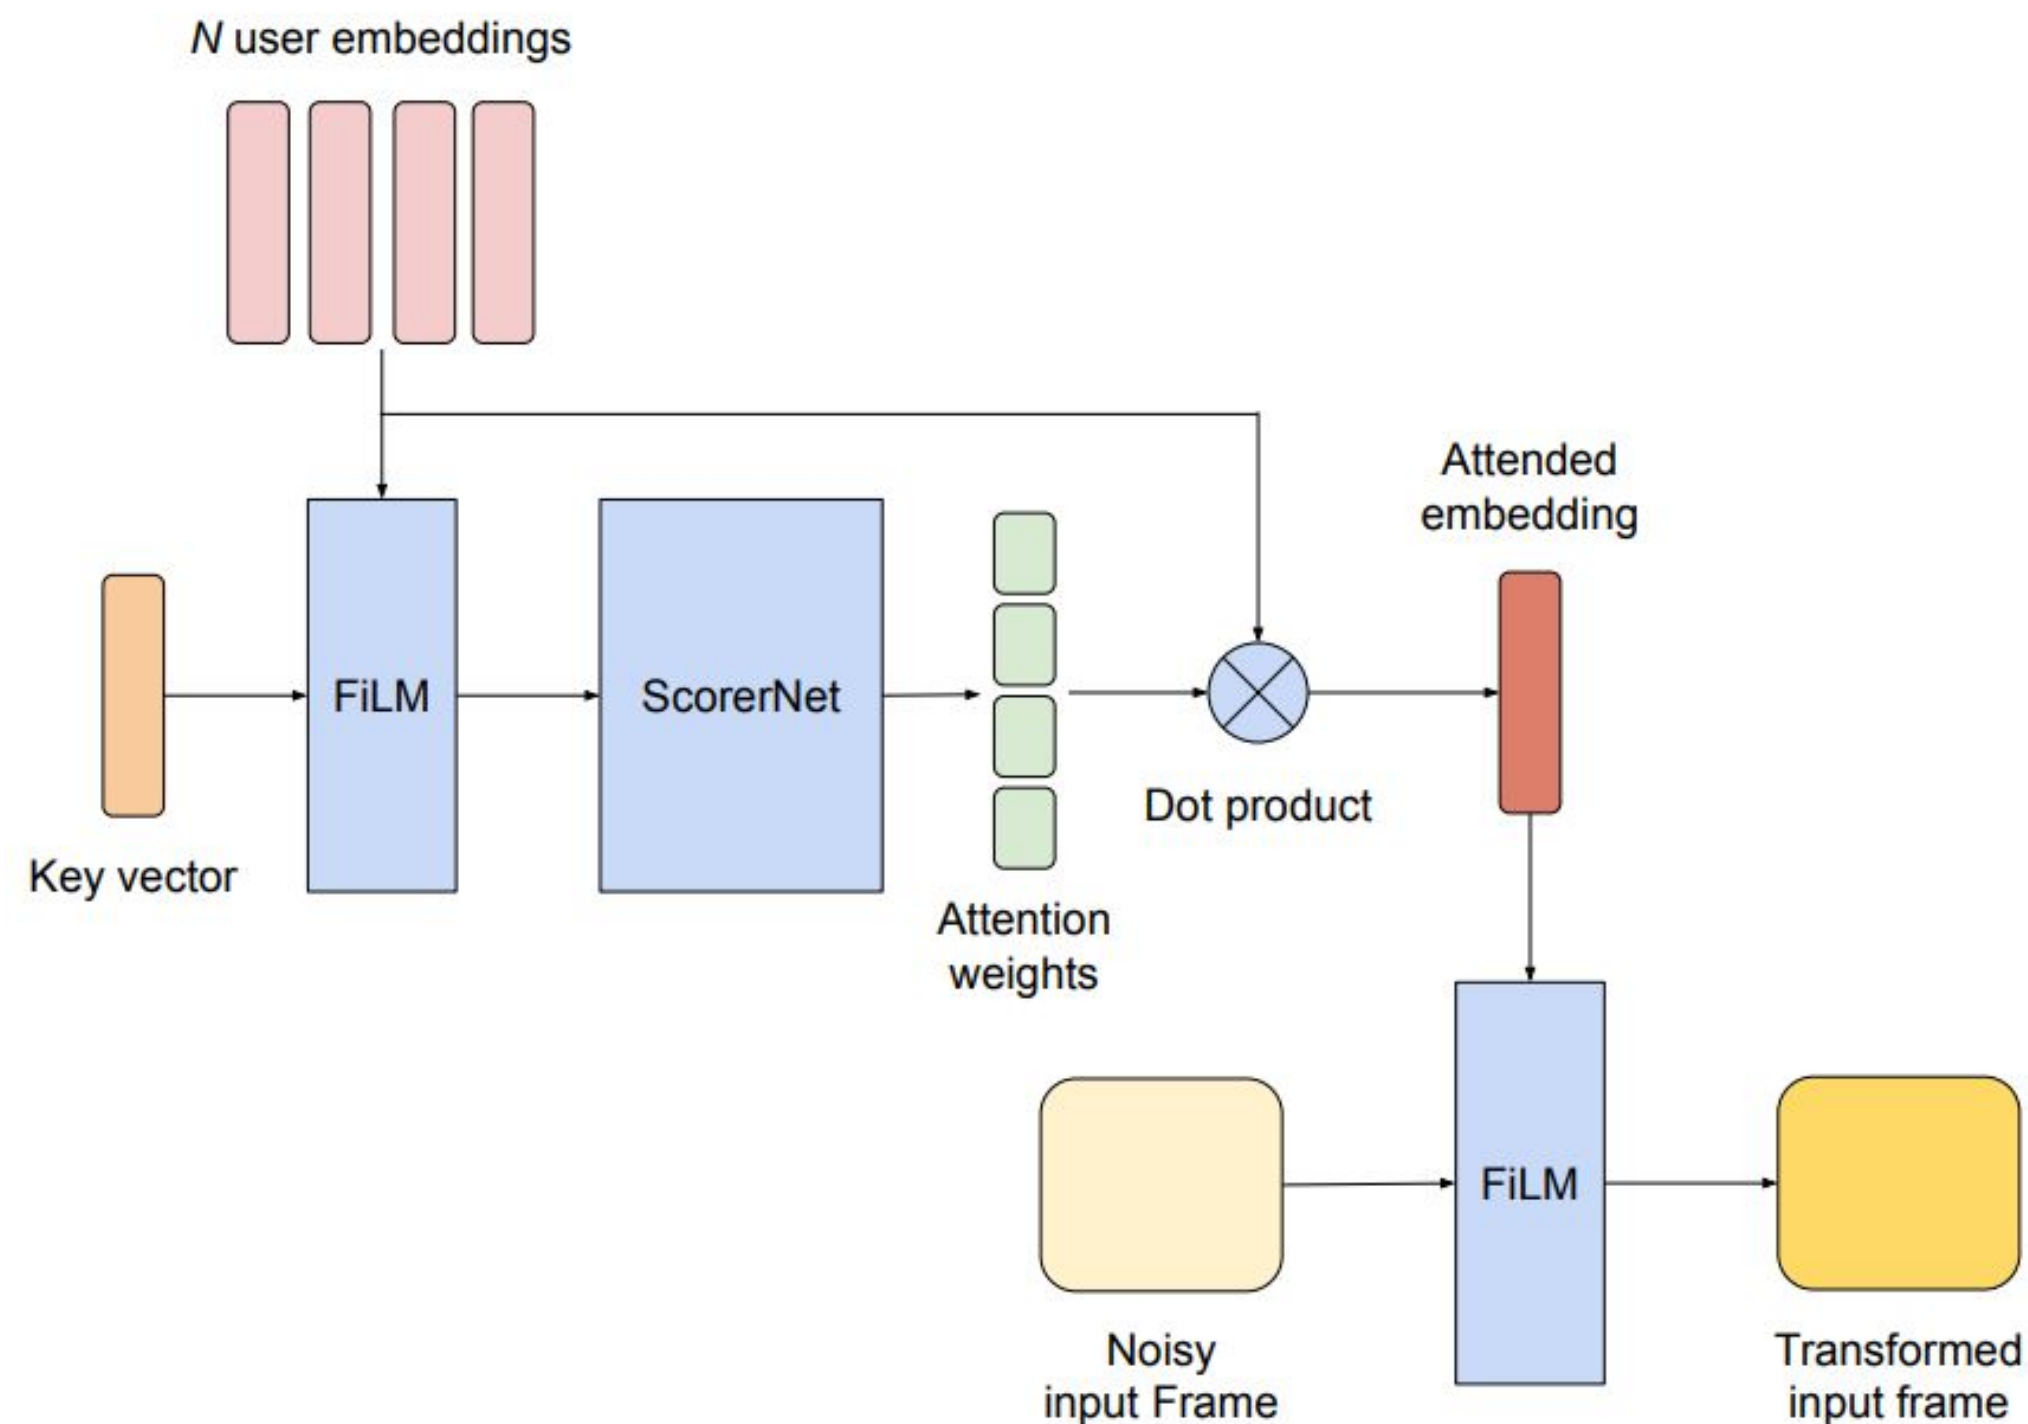 N user embeddings
Attended
embedding
FiLM
ScorerNet
Dot product
Key vector
Attention
weights
FiLM
Noisy
input Frame
Transformed
input frame